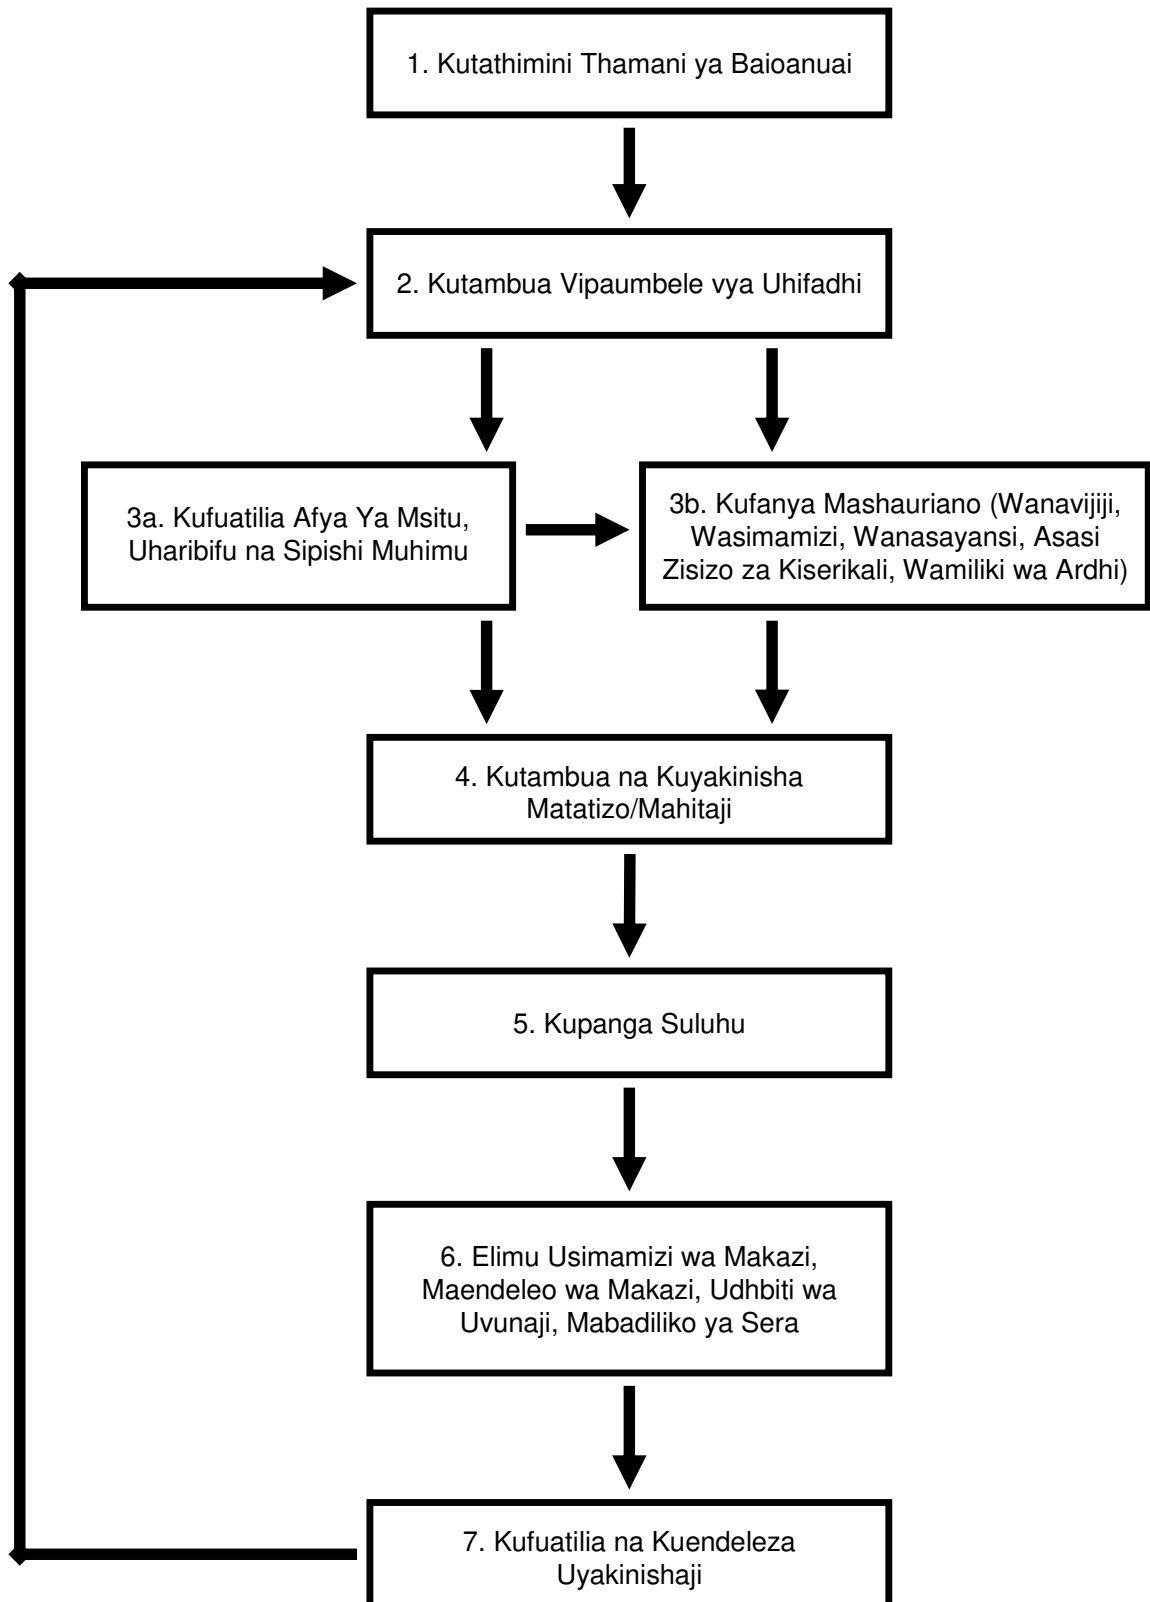 1. Kutathimini Thamani ya Baioanuai
2. Kutambua Vipaumbele vya Uhifadhi
3a. Kufuatilia Afya Ya Msitu,
Uharibifu na Sipishi Muhimu
3b. Kufanya Mashauriano (Wanavijiji,
Wasimamizi, Wanasayansi, Asasi
Zisizo za Kiserikali, Wamiliki wa Ardhi)
4. Kutambua na Kuyakinisha
Matatizo/Mahitaji
5. Kupanga Suluhu
6. Elimu Usimamizi wa Makazi,
Maendeleo wa Makazi, Udhbiti wa
Uvunaji, Mabadiliko ya Sera
7. Kufuatilia na Kuendeleza
Uyakinishaji